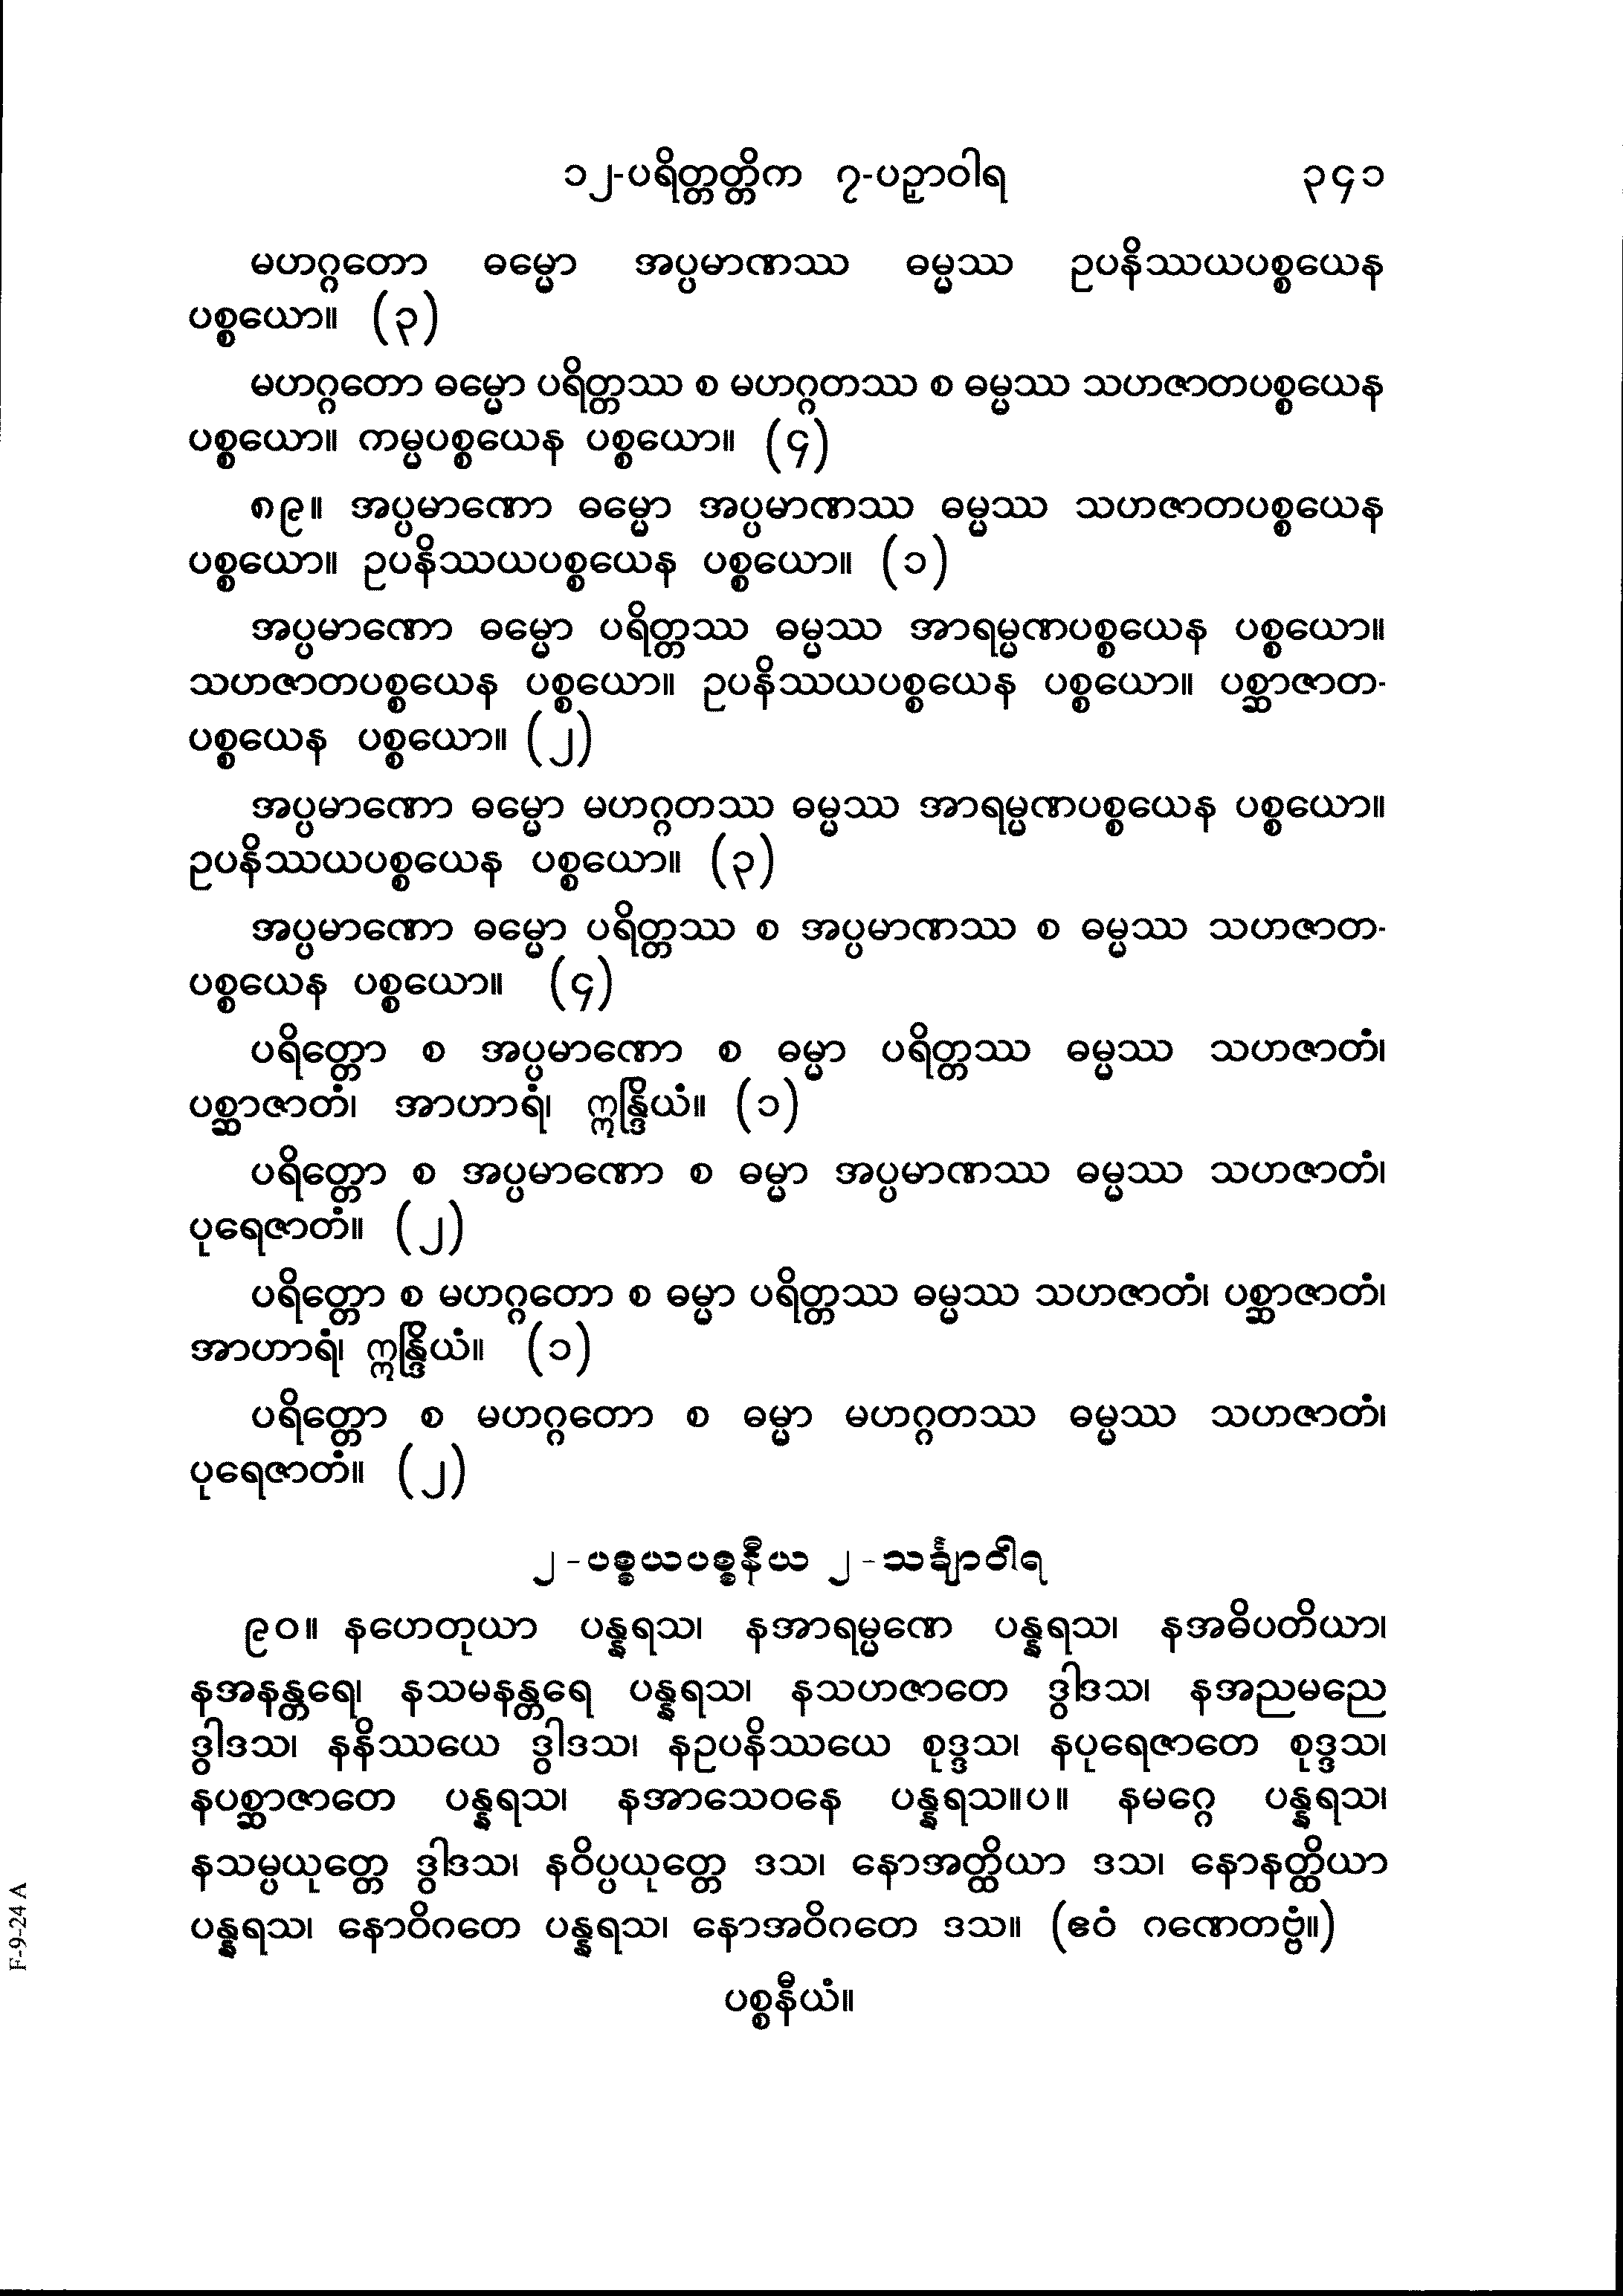 ၁၂-ပရိတ္တတ္တိက ၇-ပဉှာဝါရ ၃၄၁
မဟဂ္ဂတော ဓမ္မော အပ္ပမာဏဿ ဓမ္မဿ ဥပနိဿယပစ္စယေန
ပစ္စယော။ (၃)
မဟဂ္ဂတော ဓမ္မော ပရိတ္တဿ စ မဟဂ္ဂတဿ စ ဓမ္မဿ သဟဇာတပစ္စယေန
ပစ္စယော။ ကမ္မပစ္စယေန ပစ္စယော။ (၄)
၈၉။ အပ္ပမာဏော ဓမ္မော အပ္ပမာဏဿ ဓမ္မဿ သဟဇာတပစ္စယေန
ပစ္စယော။ ဥပနိဿယပစ္စယေန ပစ္စယော။ (၁)
အပ္ပမာဏော ဓမ္မော ပရိတ္တဿ ဓမ္မဿ အာရမ္မဏပစ္စယေန ပစ္စယော။
သဟဇာတပစ္စယေန ပစ္စယော။ ဥပနိဿယပစ္စယေန ပစ္စယော။ ပစ္ဆာဇာတ-
ပစ္စယေန ပစ္စယော။ (၂)
အပ္ပမာဏော ဓမ္မော မဟဂ္ဂတဿ ဓမ္မဿ အာရမ္မဏပစ္စယေန ပစ္စယော။
ဥပနိဿယပစ္စယေန ပစ္စယော။ (၃)
အပ္ပမာဏော ဓမ္မော ပရိတ္တဿ စ အပ္ပမာဏဿ စ ဓမ္မဿ သဟဇာတ-
ပစ္စယေန ပစ္စယော။ (၄)
ပရိတ္တော စ အပ္ပမာဏော စ ဓမ္မာ ပရိတ္တဿ ဓမ္မဿ သဟဇာတံ၊
ပစ္ဆာဇာတံ၊ အာဟာရံ၊ ဣန္ဒြိယံ။ (၁)
ပရိတ္တော စ အပ္ပမာဏော စ ဓမ္မာ အပ္ပမာဏဿ ဓမ္မဿ သဟဇာတံ၊
ပုရေဇာတံ။ (၂)
ပရိတ္တော စ မဟဂ္ဂတော စ ဓမ္မာ ပရိတ္တဿ ဓမ္မဿ သဟဇာတံ၊ ပစ္ဆာဇာတံ၊
အာဟာရံ၊ ဣန္ဒြိယံ။ (၁)
ပရိတ္တော စ မဟဂ္ဂတော စ ဓမ္မာ မဟဂ္ဂတဿ ဓမ္မဿ သဟဇာတံ၊
ပုရေဇာတံ။ (၂)
၂-ပစ္စယပစ္စနီယ ၂-သင်္ချာဝါရ
၉၀။ နဟေတုယာ ပန္နရသ၊ နအာရမ္မဏေ ပန္နရသ၊ နအဓိပတိယာ၊
နအနန္တရေ၊ နသမနန္တရေ ပန္နရသ၊ နသဟဇာတေ ဒွါဒသ၊ နအညမညေ
ဒွါဒသ၊ နနိဿယေ ဒွါဒသ၊ နဥပနိဿယေ စုဒ္ဒသ၊ နပုရေဇာတေ စုဒ္ဒသ၊
နပစ္ဆာဇာတေ ပန္နရသ၊ နအာသေဝနေ ပန္နရသ။ပ။ နမဂ္ဂေ ပန္နရသ၊
နသမ္ပယုတ္တေ ဒွါဒသ၊ နဝိပ္ပယုတ္တေ ဒသ၊ နောအတ္ထိယာ ဒသ၊ နောနတ္ထိယာ
ပန္နရသ၊ နောဝိဂတေ ပန္နရသ၊ နောအဝိဂတေ ဒသ။ (ဧဝံ ဂဏေတဗ္ဗံ။)
ပစ္စနီယံ။
F-9-24 A